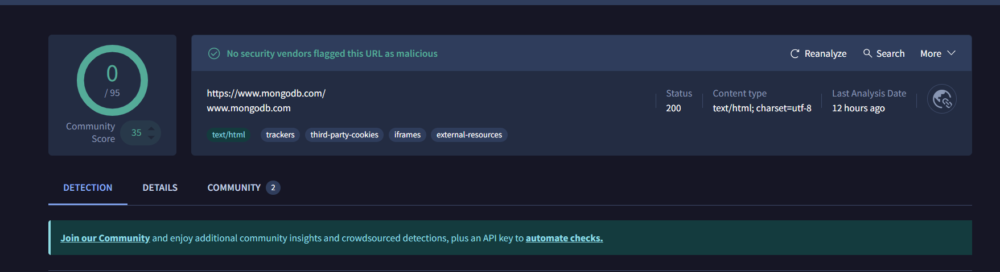 0
/ 95
Community
Score
35
No security vendors flagged this URL as malicious
Reanalyze
Search
More
https://www.mongodb.com/
www.mongodb.com
Status
200
Content type
text/html; charset=utf-8
Last Analysis Date
12 hours ago
text/html
trackers
third-party-cookies
iframes
external-resources
DETECTION
DETAILS
COMMUNITY 2
Join our Community and enjoy additional community insights and crowdsourced detections, plus an API key to automate checks.